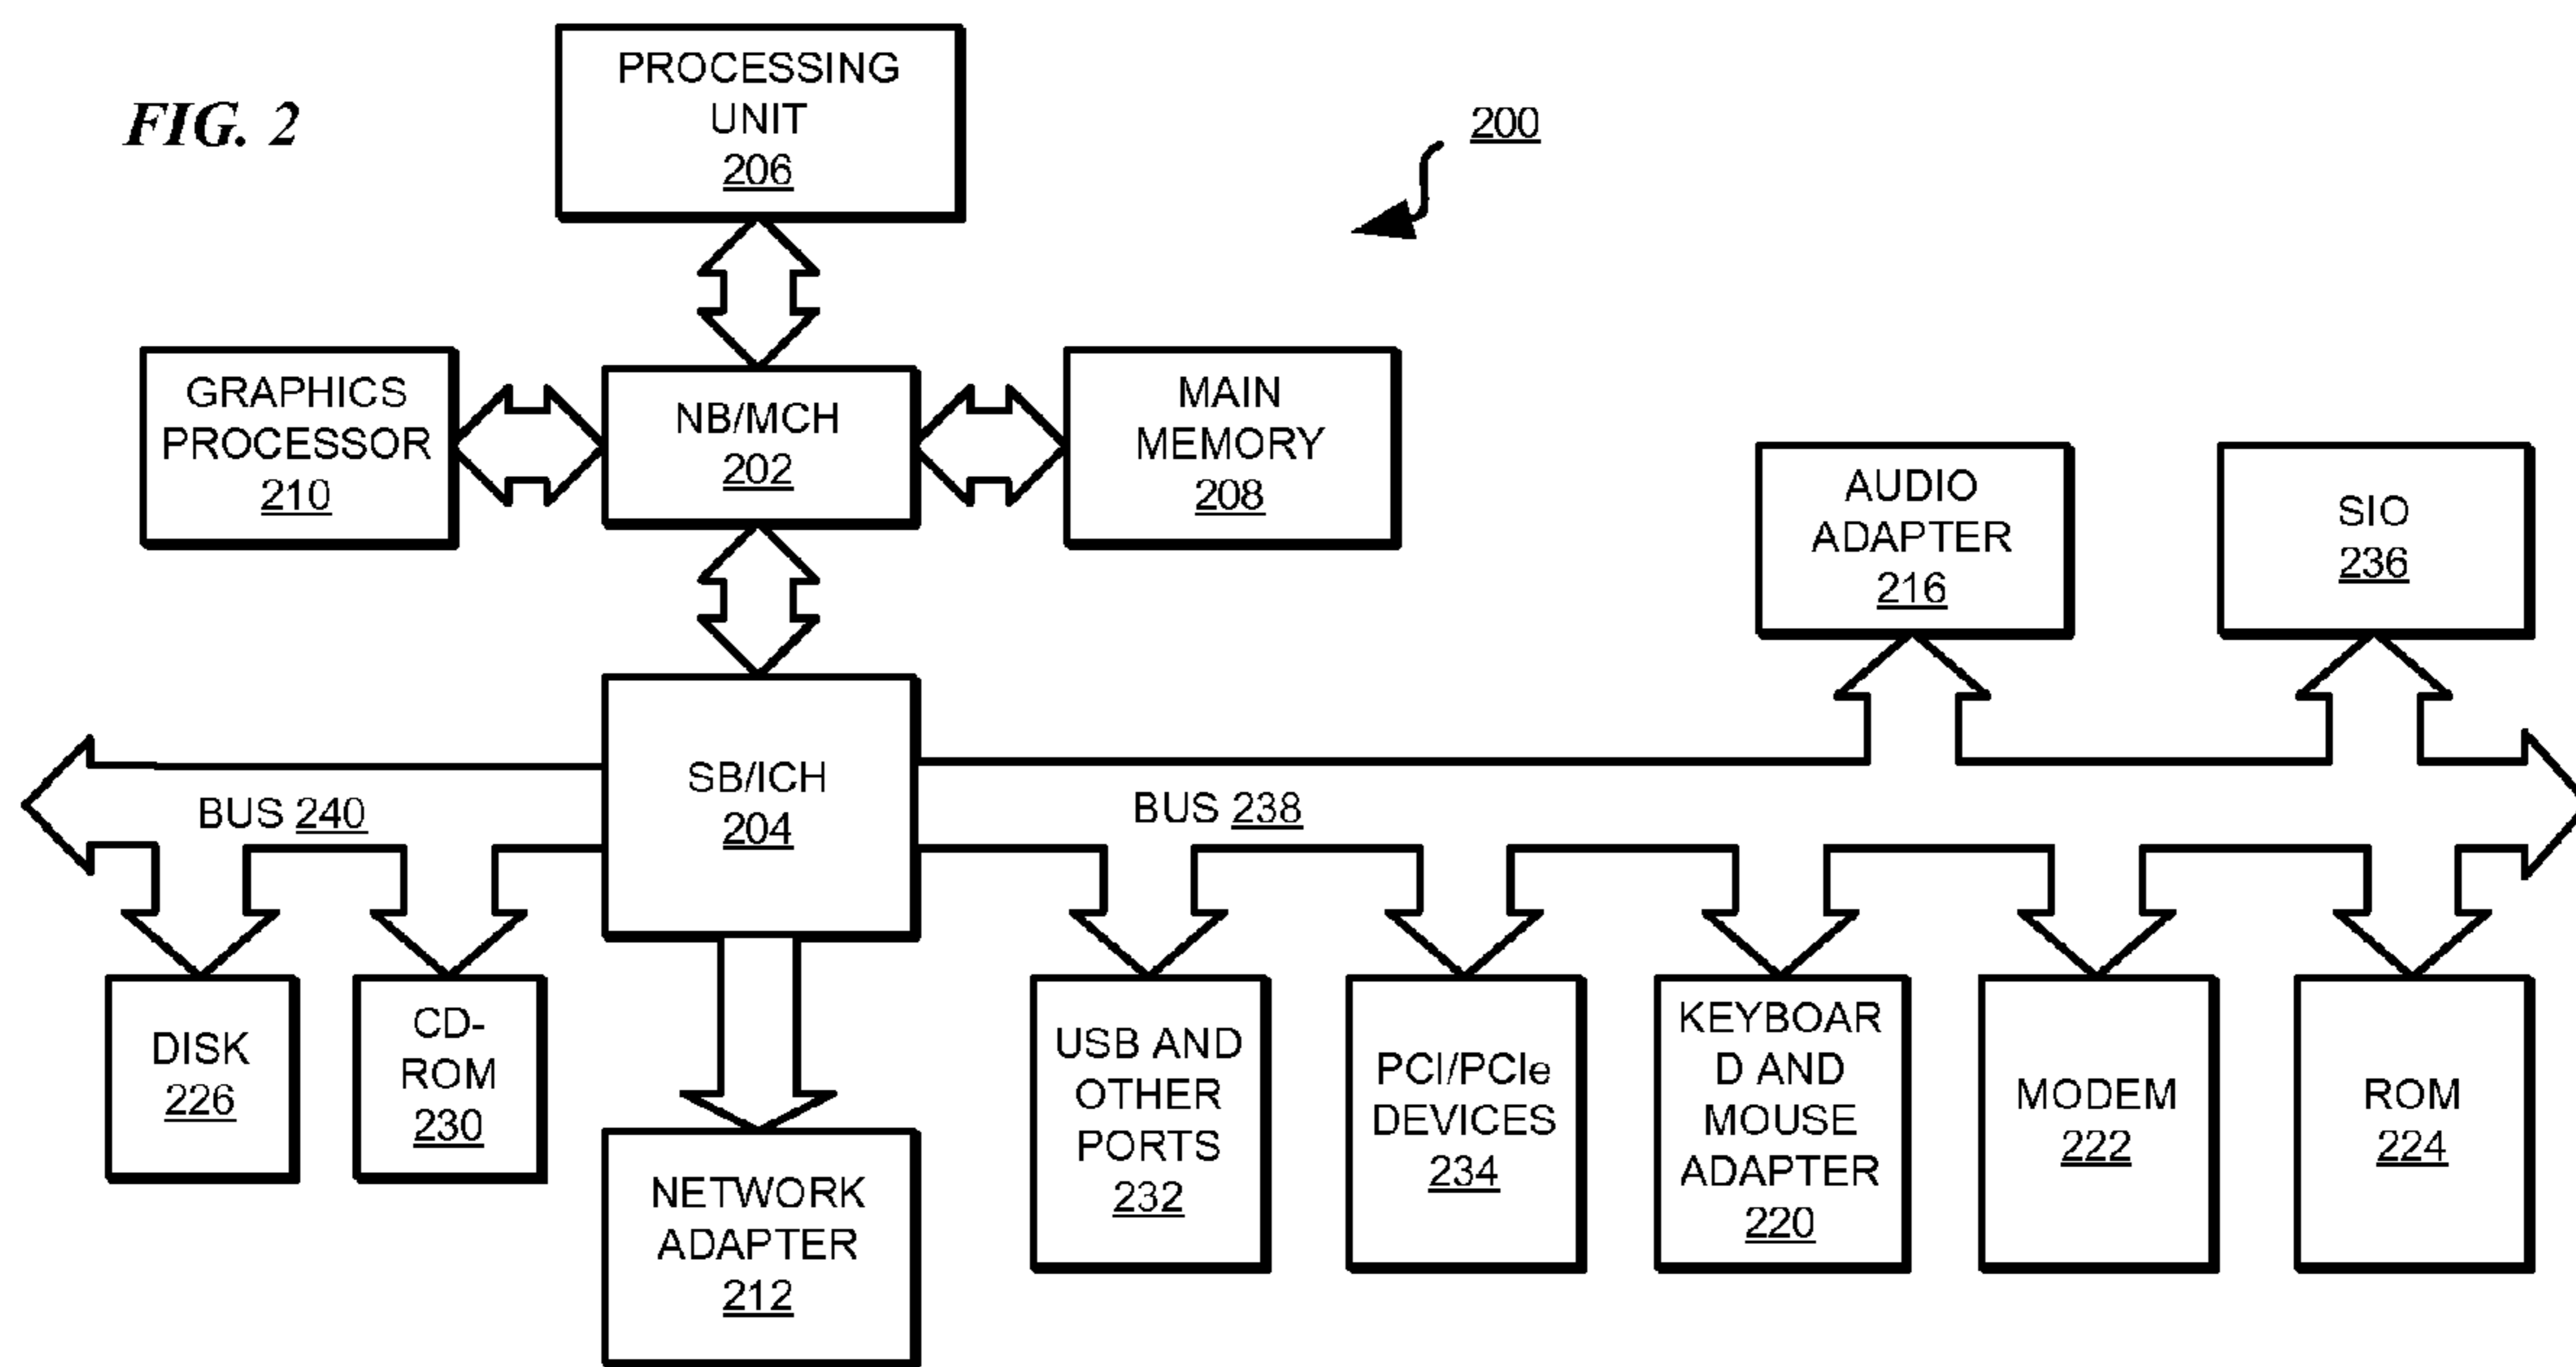 FIG. 2
PROCESSING
UNIT
206
200
GRAPHICS
PROCESSOR
210
NB/MCH
202
MAIN
MEMORY
208
AUDIO
ADAPTER
216
SIO
236
SB/ICH
204
BUS 240
BUS 238
DISK
226
CD-
ROM
230
NETWORK
ADAPTER
212
USB AND
OTHER
PORTS
232
PCI/PCIe
DEVICES
234
KEYBOAR
D AND
MOUSE
ADAPTER
220
MODEM
222
ROM
224